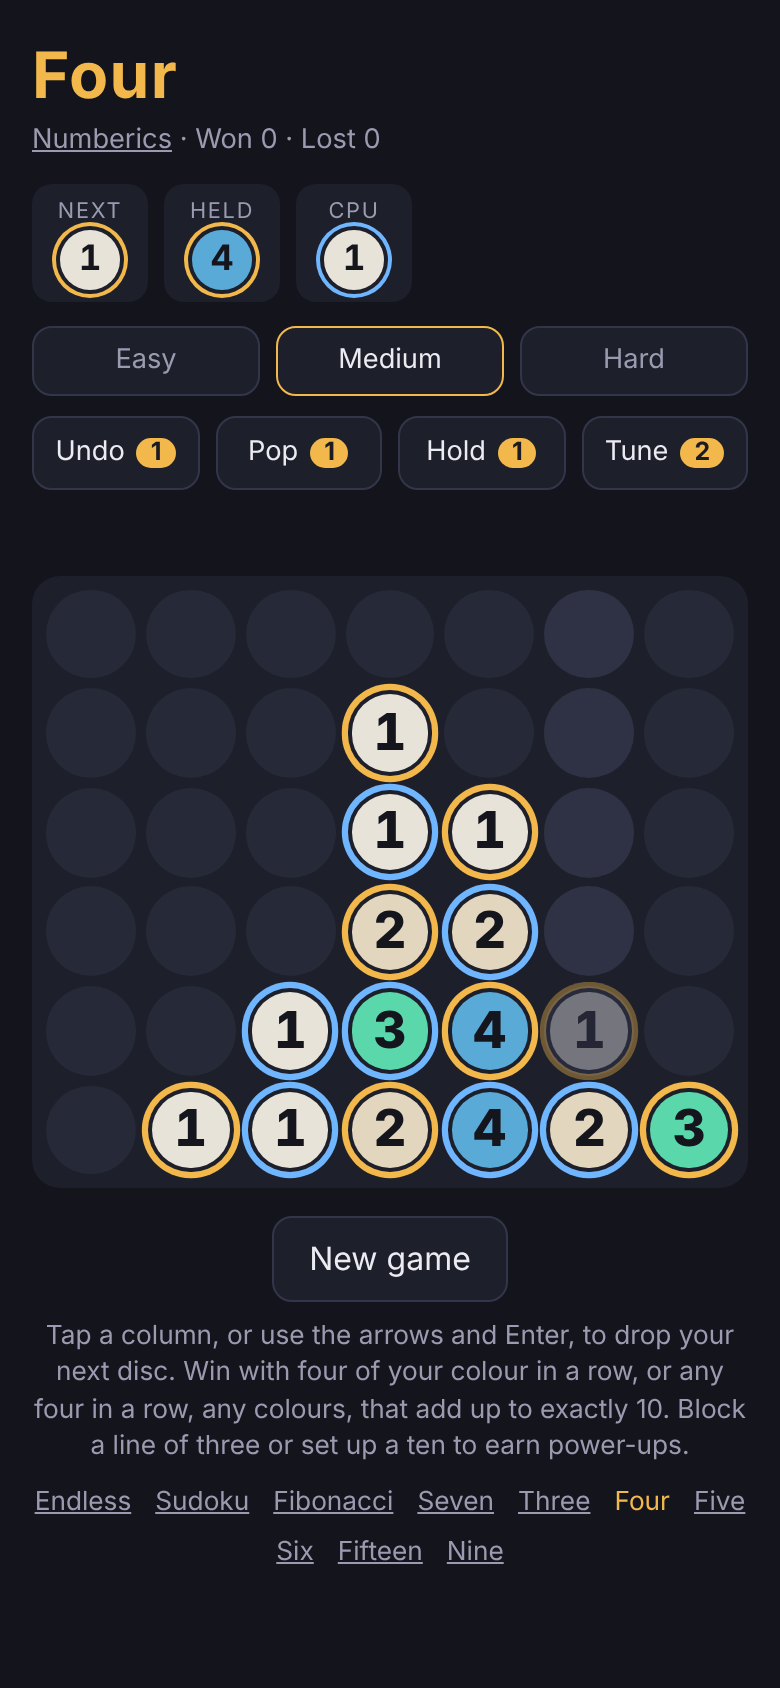 Four
Numberics · Won 0 · Lost 0
NEXT HELD CPU
1 4 1
Easy Medium Hard
Undo 1 Pop 1 Hold 1 Tune 2
1
1 1
2 2
1 3 4 1
1 1 2 4 2 3
New game
Tap a column, or use the arrows and Enter, to drop your
next disc. Win with four of your colour in a row, or any
four in a row, any colours, that add up to exactly 10. Block
a line of three or set up a ten to earn power-ups.
Endless Sudoku Fibonacci Seven Three Four Five
Six Fifteen Nine